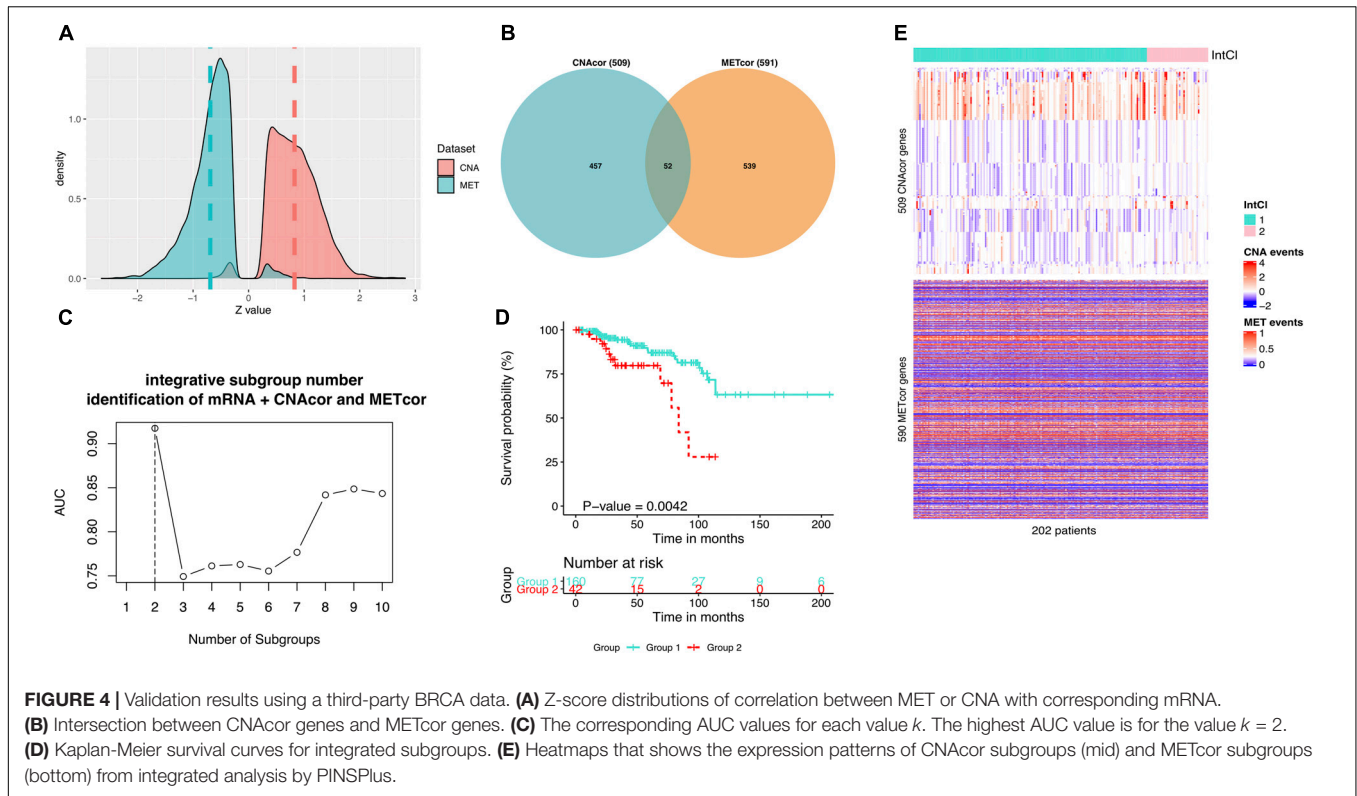 A
density
1.0
0.5
0.0
−2
−1
0
1
2
3
Z value
Dataset
CNA
MET
B
CNAcor (509)
METcor (591)
457
52
539
C
integrative subgroup number
identification of mRNA + CNAcor and METcor
AUC
0.90
0.85
0.80
0.75
1 2 3 4 5 6 7 8 9 10
Number of Subgroups
D
Survival probability (%)
100
75
50
25
0
P−value = 0.0042
0 50 100 150 200
Time in months
Number at risk
Group
Group 1 160 77 27 9 6
Group 2 42 15 2 0 0
0 50 100 150 200
Time in months
Group Group 1 Group 2
E
IntCl
509 CNAcor genes
590 METcor genes
202 patients
IntCl
1
2
CNA events
4
2
0
−2
MET events
1
0.5
0
FIGURE 4 | Validation results using a third-party BRCA data. (A) Z-score distributions of correlation between MET or CNA with corresponding mRNA.
(B) Intersection between CNAcor genes and METcor genes. (C) The corresponding AUC values for each value k. The highest AUC value is for the value k = 2.
(D) Kaplan-Meier survival curves for integrated subgroups. (E) Heatmaps that shows the expression patterns of CNAcor subgroups (mid) and METcor subgroups
(bottom) from integrated analysis by PINSPlus.